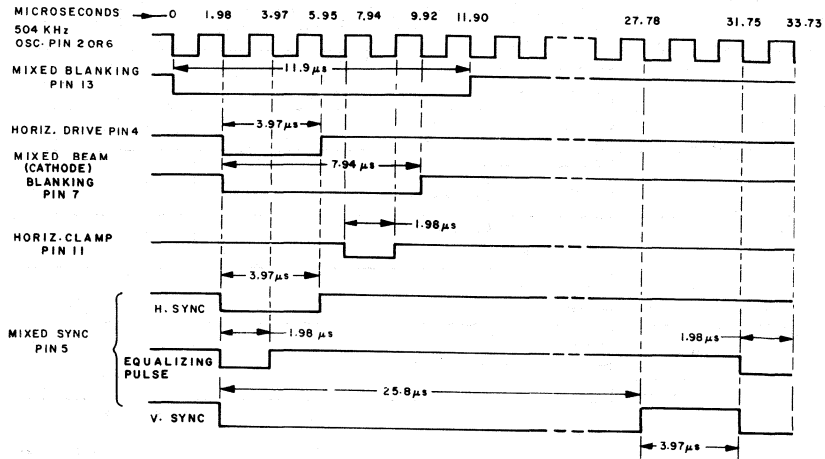 MICROSECONDS 0 1.98 3.97 5.95 7.94 9.92 11.90 27.78 31.75 33.73
504 KHz
OSC. PIN 2 OR 6
MIXED BLANKING
PIN 13
11.9 µs
HORIZ. DRIVE PIN 4
3.97µs
MIXED BEAM
(CATHODE)
BLANKING
PIN 7
7.94 µs
HORIZ. CLAMP
PIN 11
1.98µs
3.97µs
H. SYNC
MIXED SYNC
PIN 5
1.98 µs
1.98µs
EQUALIZING
PULSE
25.8µs
V. SYNC
3.97µs